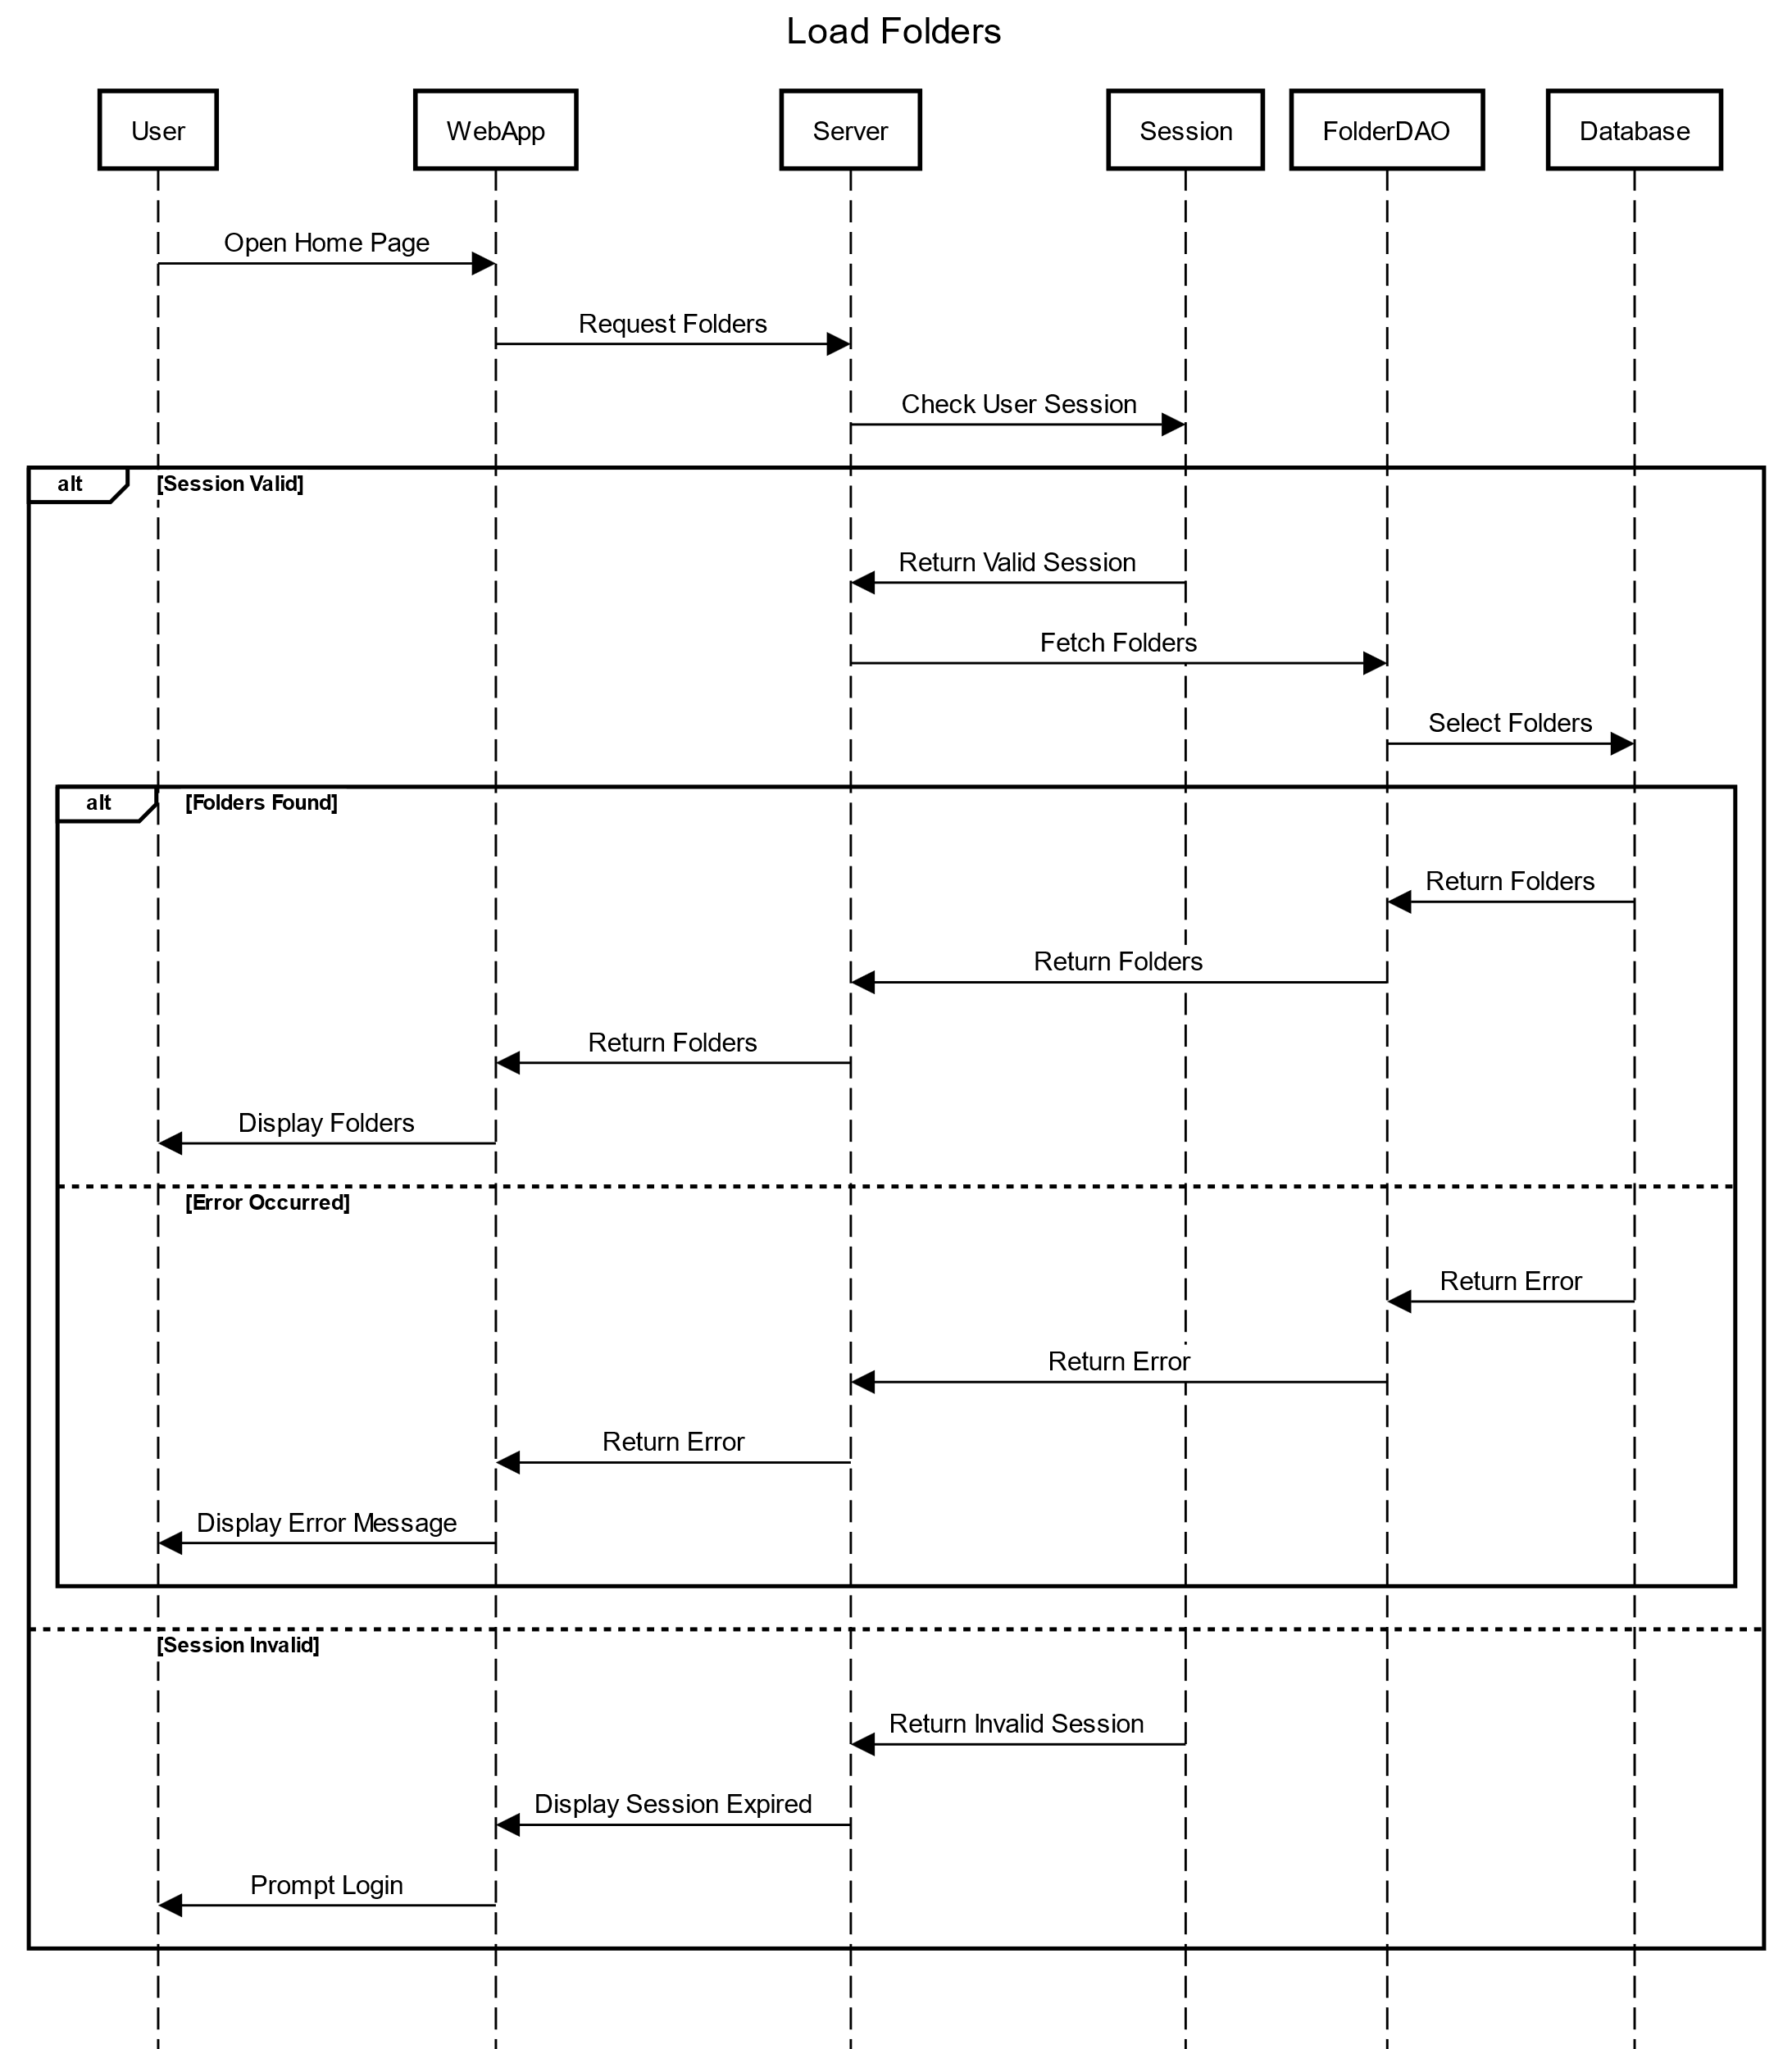 Load Folders
User
WebApp
Server
Session
FolderDAO
Database
Open Home Page
Request Folders
Check User Session
alt
[Session Valid]
Return Valid Session
Fetch Folders
Select Folders
alt
[Folders Found]
Return Folders
Return Folders
Return Folders
Display Folders
[Error Occurred]
Return Error
Return Error
Return Error
Display Error Message
[Session Invalid]
Return Invalid Session
Display Session Expired
Prompt Login